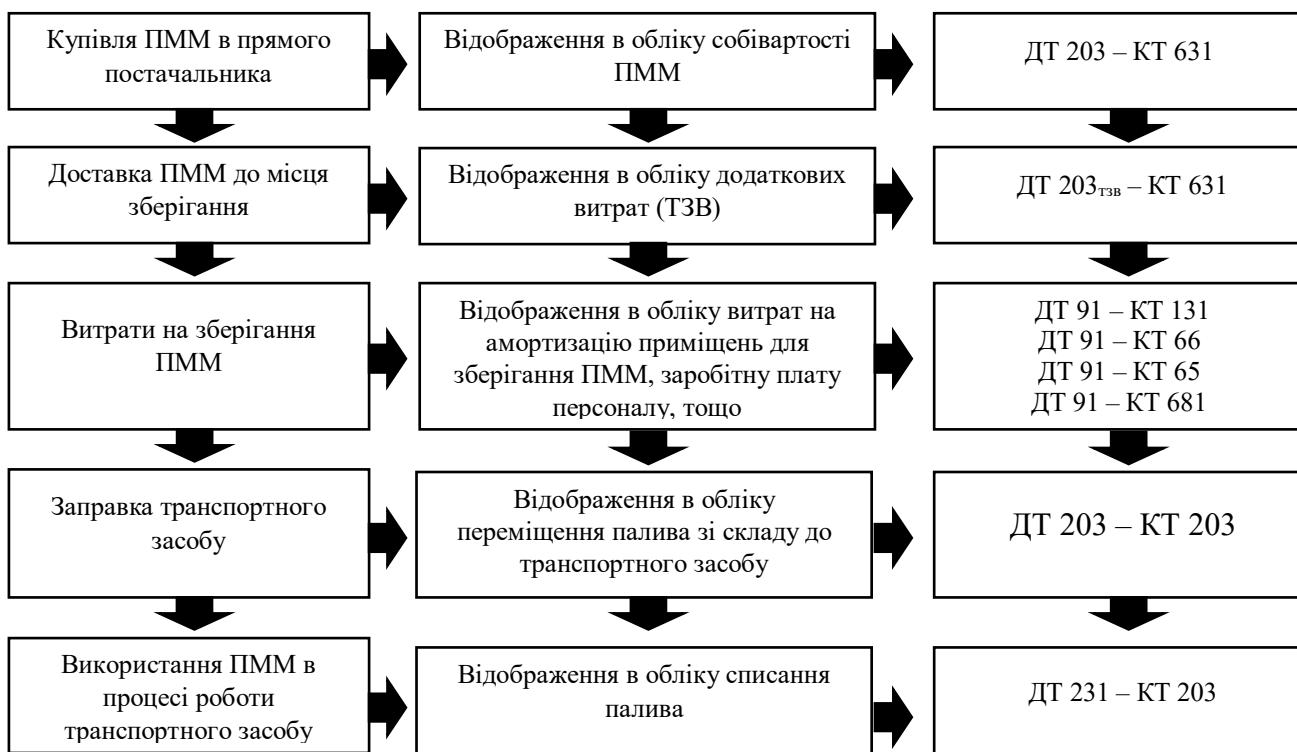 Купівля ПММ в прямого
постачальника
Відображення в обліку собівартості
ПММ
ДТ 203 – КТ 631
Доставка ПММ до місця
зберігання
Відображення в обліку додаткових
витрат (ТЗВ)
ДТ 203тзв – КТ 631
Витрати на зберігання
ПММ
Відображення в обліку витрат на
амортизацію приміщень для
зберігання ПММ, заробітну плату
персоналу, тощо
ДТ 91 – КТ 131
ДТ 91 – КТ 66
ДТ 91 – КТ 65
ДТ 91 – КТ 681
Заправка транспортного
засобу
Відображення в обліку
переміщення палива зі складу до
транспортного засобу
ДТ 203 – КТ 203
Використання ПММ в
процесі роботи
транспортного засобу
Відображення в обліку списання
палива
ДТ 231 – КТ 203